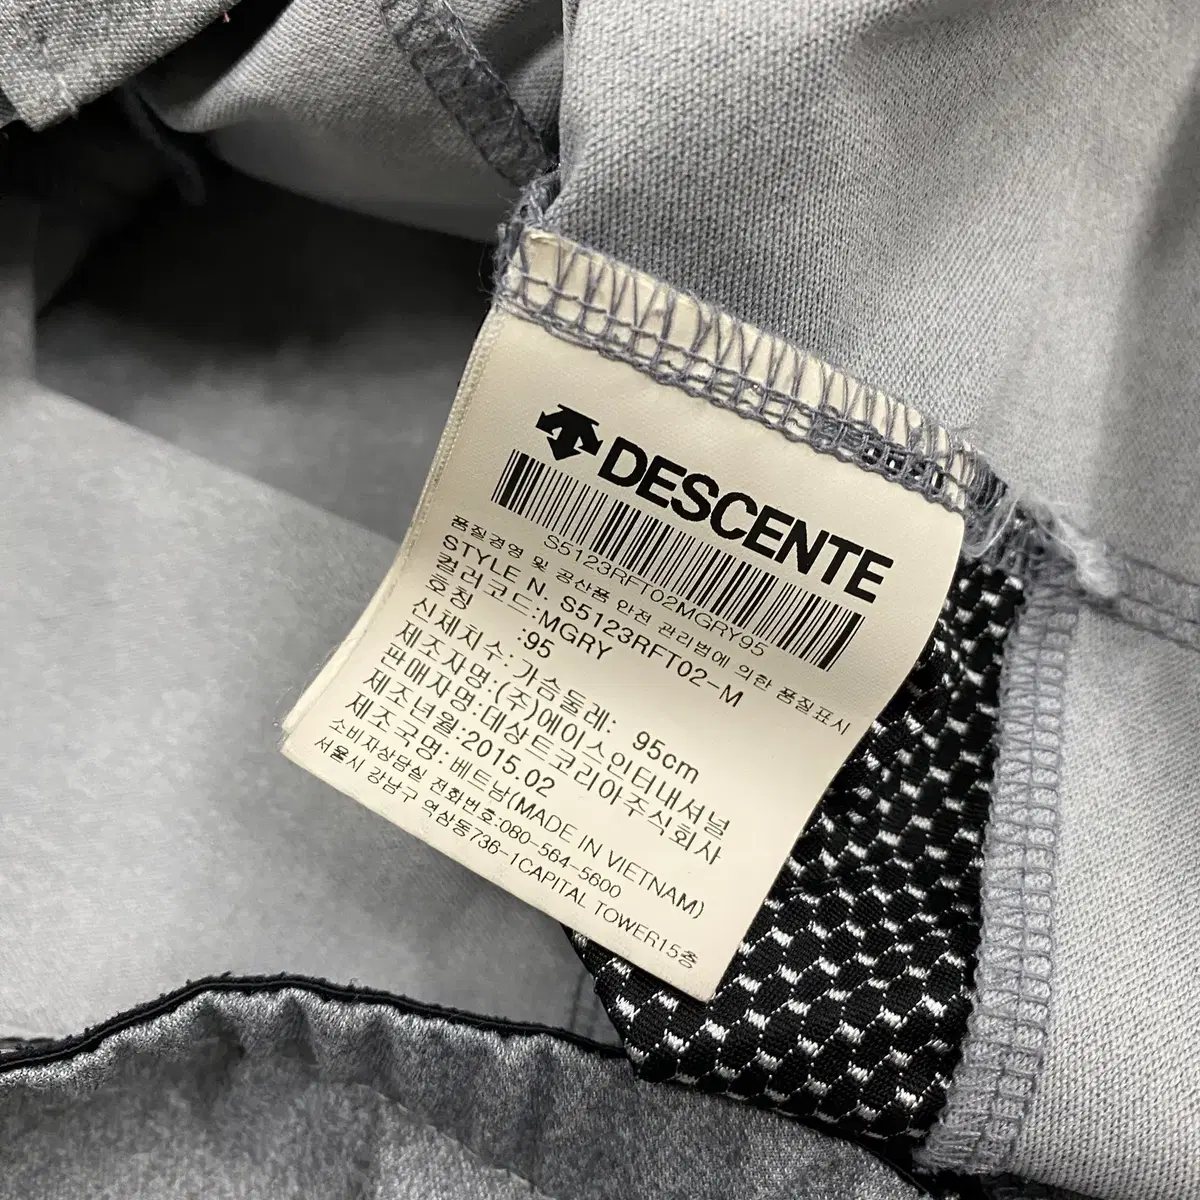 DESCENTE
S5123RFT02MGRY95
품질경영 및 공산품 안전 관리법에 의한 품질표시
STYLE N. S5123RFT02-M
컬러코드:MGRY
호칭 :95
신체치수: 가슴둘레: 95cm
제조자명:(주)에이스인터내셔널
판매자명:데상트코리아주식회사
제조년월:2015.02
제조국명: 베트남(MADE IN VIETNAM)
소비자상담실 전화번호:080-564-5600
서울시 강남구 역삼동736-1CAPITAL TOWER15층